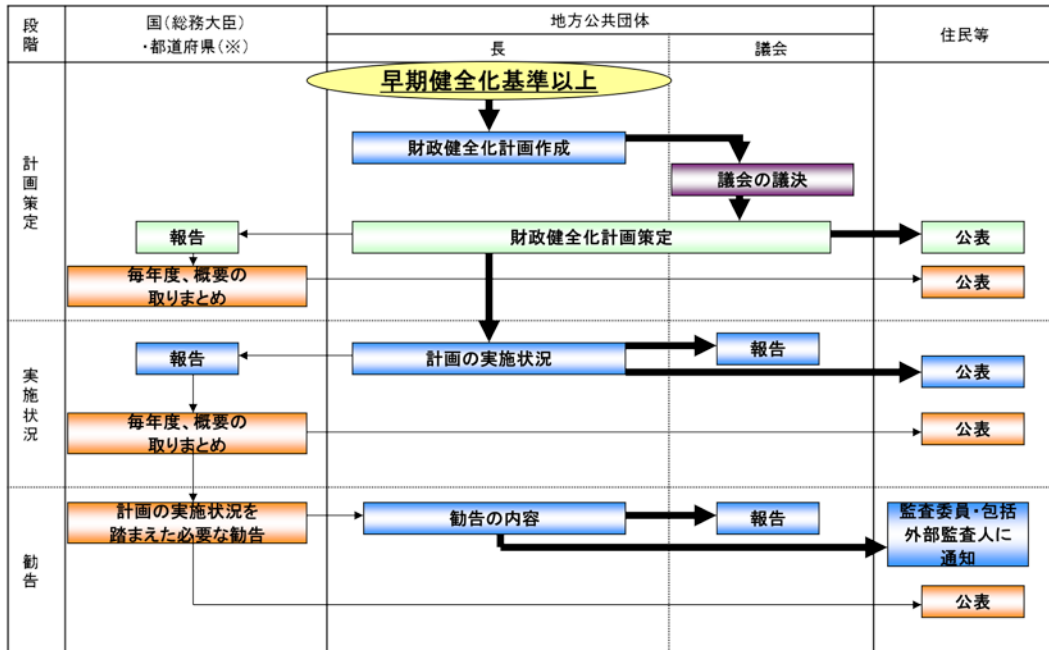 段階
国(総務大臣)
・都道府県(※)
地方公共団体
長
議会
住民等
計画策定
早期健全化基準以上
財政健全化計画作成
議会の議決
報告
財政健全化計画策定
公表
毎年度、概要の
取りまとめ
公表
実施状況
報告
計画の実施状況
報告
公表
毎年度、概要の
取りまとめ
公表
勧告
計画の実施状況を
踏まえた必要な勧告
勧告の内容
報告
監査委員・包括
外部監査人に
通知
公表